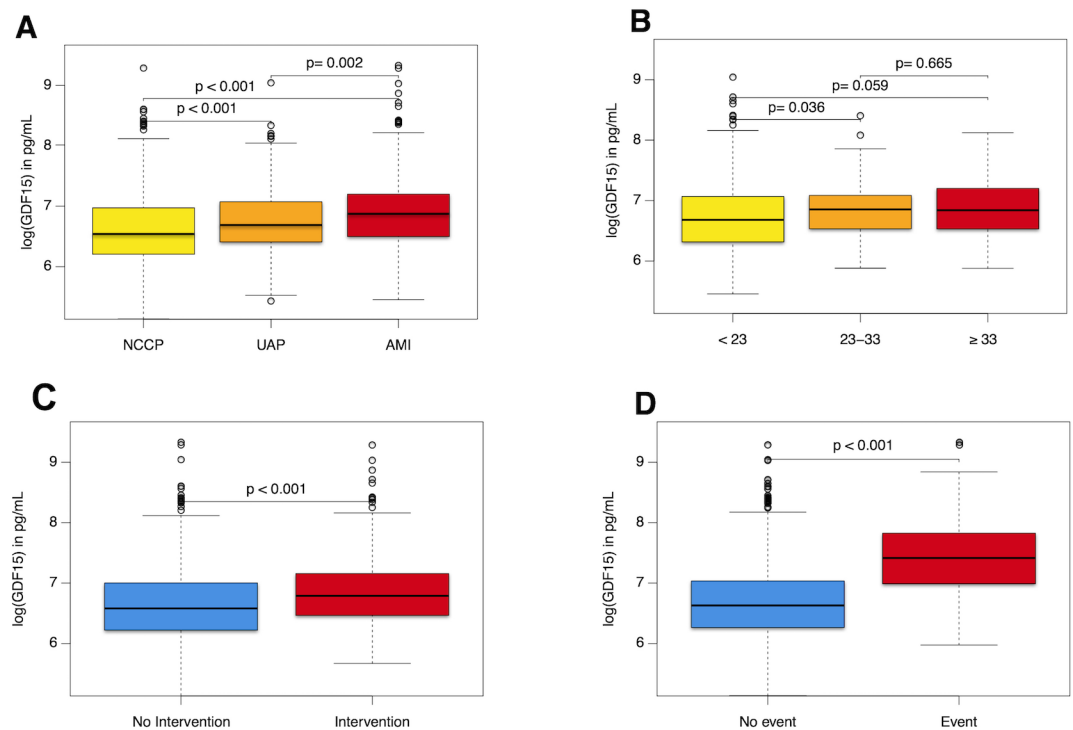 A
log(GDF15) in pg/mL
9
8
7
6
p= 0.002
p < 0.001
p < 0.001
NCCP UAP AMI
B
log(GDF15) in pg/mL
9
8
7
6
p= 0.665
p= 0.059
p= 0.036
< 23 23–33 ≥ 33
C
log(GDF15) in pg/mL
9
8
7
6
p < 0.001
No Intervention Intervention
D
log(GDF15) in pg/mL
9
8
7
6
p < 0.001
No event Event